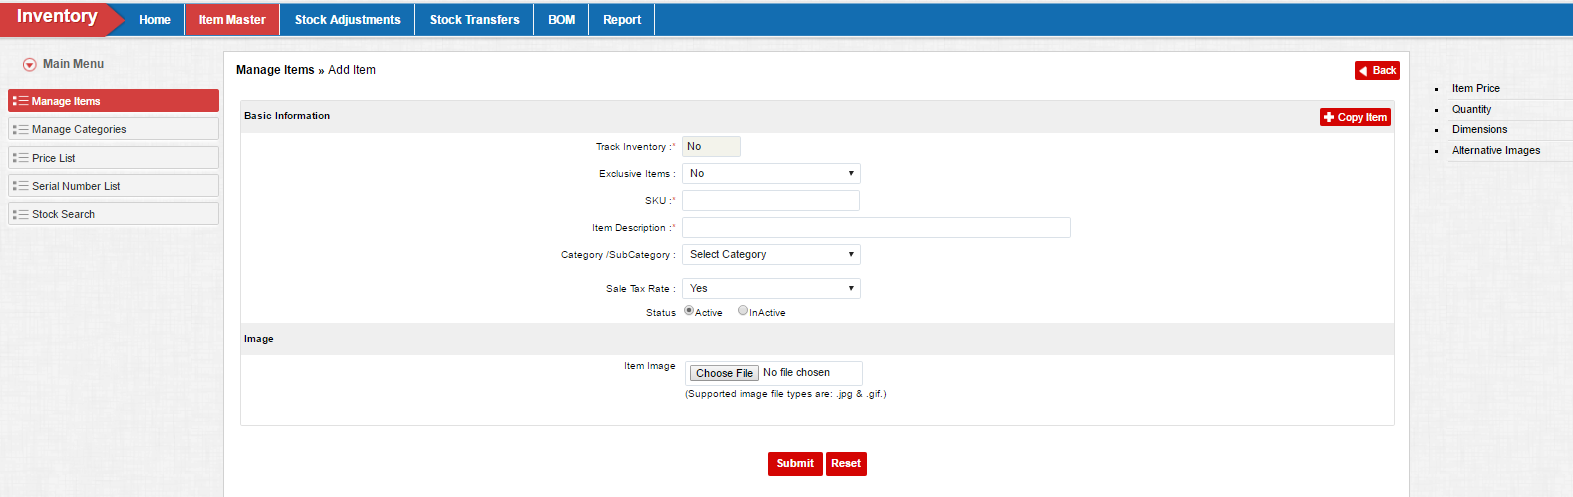 Inventory
Home
Item Master
Stock Adjustments
Stock Transfers
BOM
Report
Main Menu
Manage Items
Manage Categories
Price List
Serial Number List
Stock Search
Manage Items » Add Item
Back
Basic Information
Copy Item
Track Inventory :* No
Exclusive Items : No
SKU :*
Item Description :*
Category /SubCategory : Select Category
Sale Tax Rate : Yes
Status Active InActive
Image
Item Image Choose File No file chosen
(Supported image file types are: .jpg & .gif.)
Submit Reset
Item Price
Quantity
Dimensions
Alternative Images